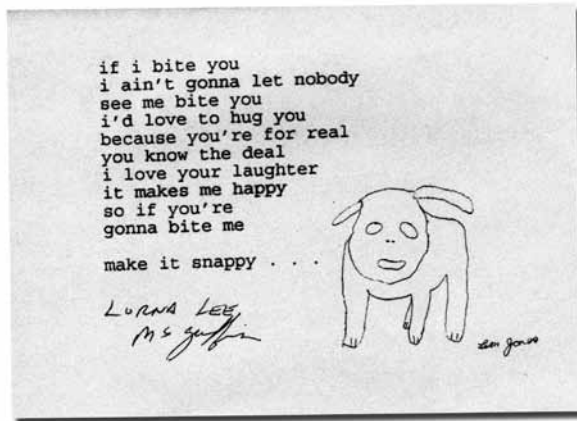 if i bite you
i ain't gonna let nobody
see me bite you
i'd love to hug you
because you're for real
you know the deal
i love your laughter
it makes me happy
so if you're
gonna bite me
make it snappy . . .
LORNA LEE
Jones